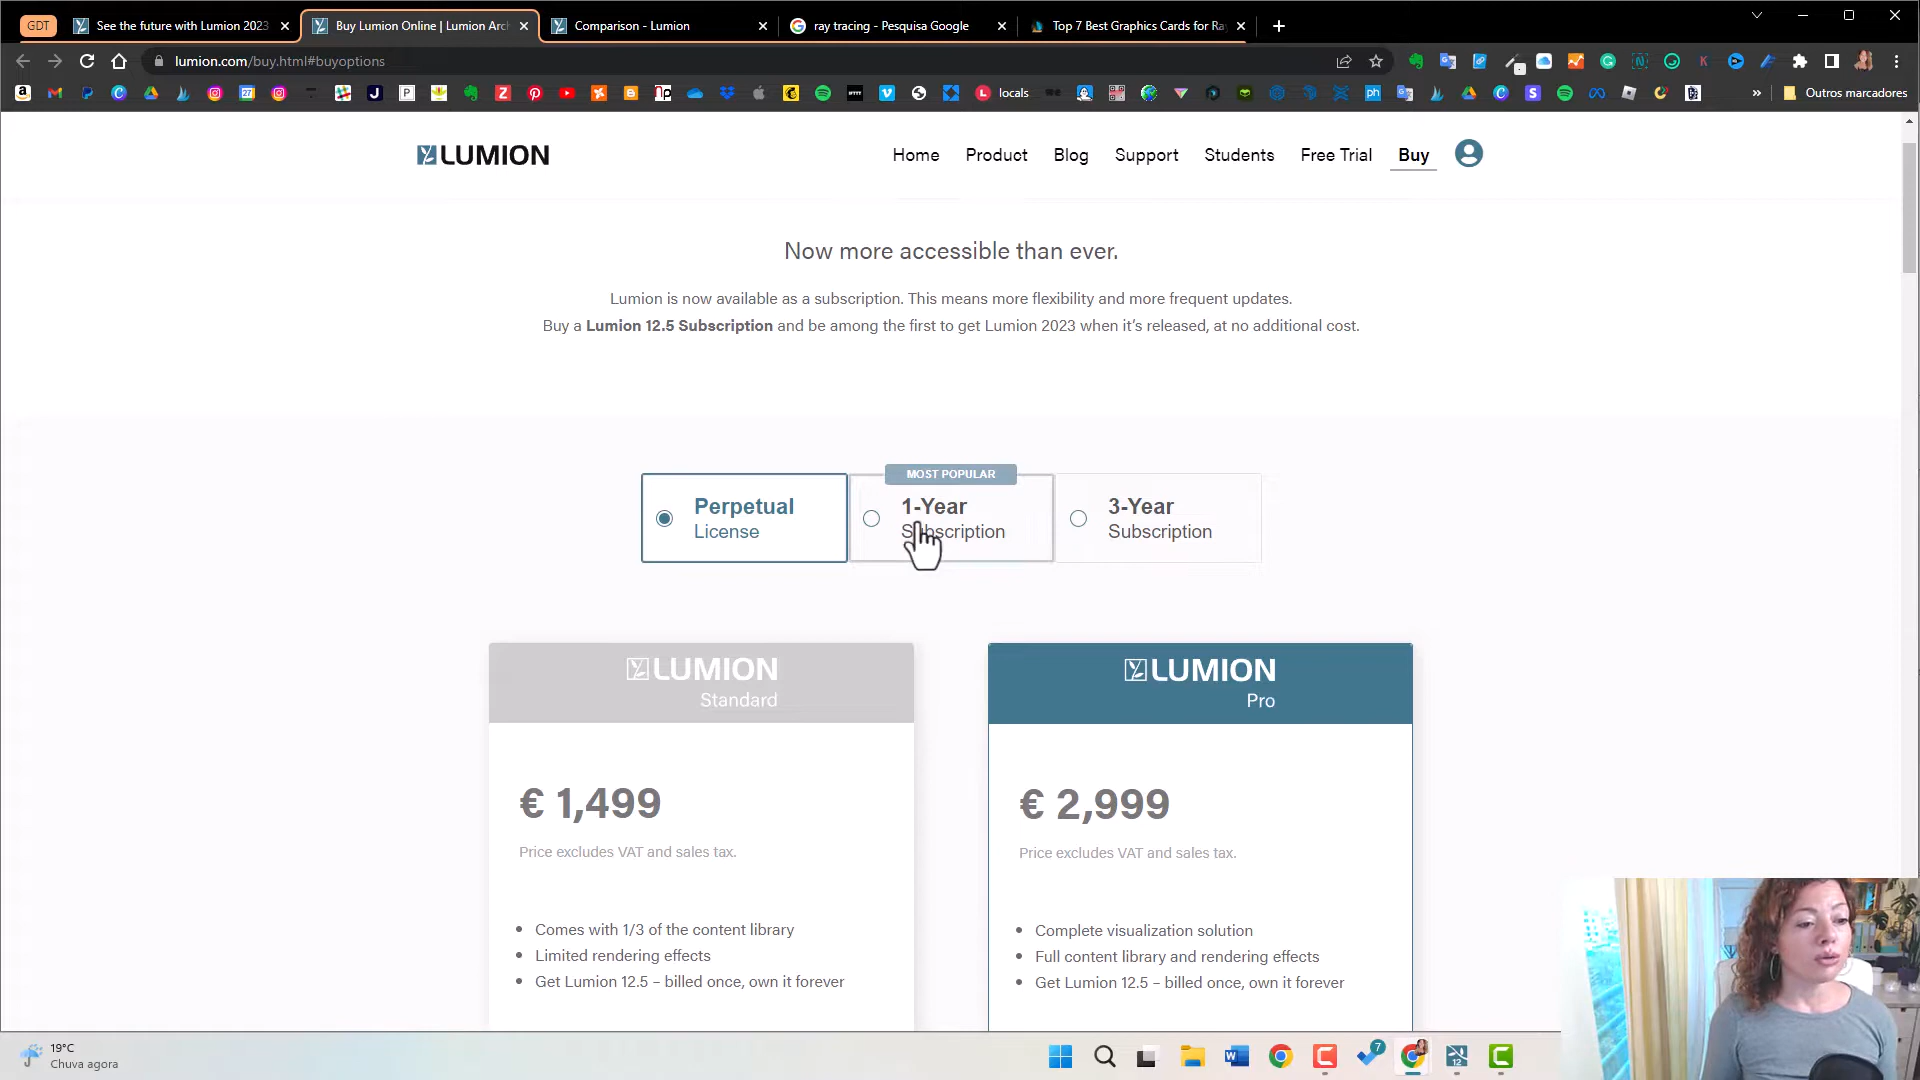 GDT
See the future with Lumion 2023
Buy Lumion Online | Lumion Arc
Comparison - Lumion
ray tracing - Pesquisa Google
Top 7 Best Graphics Cards for Ra
lumion.com/buy.html#buyoptions
locals
Outros marcadores
LUMION
Home
Product
Blog
Support
Students
Free Trial
Buy
Now more accessible than ever.
Lumion is now available as a subscription. This means more flexibility and more frequent updates.
Buy a Lumion 12.5 Subscription and be among the first to get Lumion 2023 when it's released, at no additional cost.
MOST POPULAR
Perpetual
License
1-Year
Subscription
3-Year
Subscription
LUMION
Standard
€ 1,499
Price excludes VAT and sales tax.
• Comes with 1/3 of the content library
• Limited rendering effects
• Get Lumion 12.5 – billed once, own it forever
LUMION
Pro
€ 2,999
Price excludes VAT and sales tax.
• Complete visualization solution
• Full content library and rendering effects
• Get Lumion 12.5 – billed once, own it forever
19°C
Chuva agora
7
12